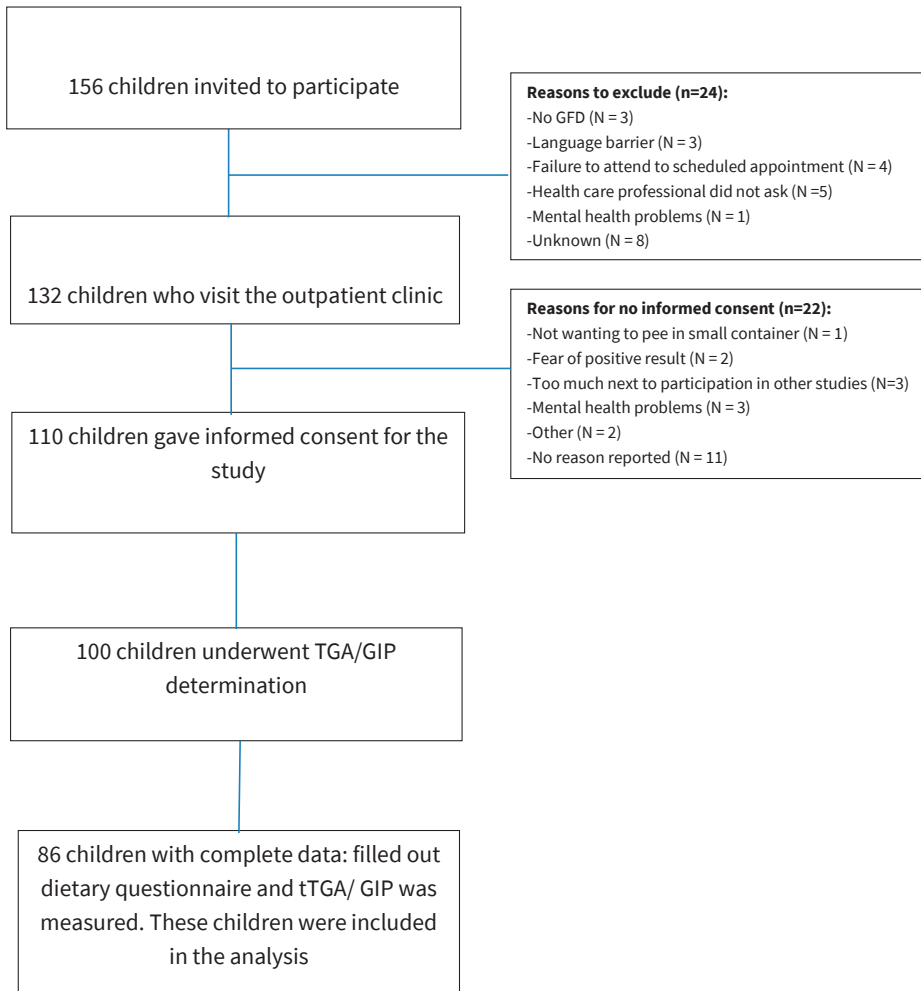 156 children invited to participate
Reasons to exclude (n=24):
-No GFD (N = 3)
-Language barrier (N = 3)
-Failure to attend to scheduled appointment (N = 4)
-Health care professional did not ask (N =5)
-Mental health problems (N = 1)
-Unknown (N = 8)
132 children who visit the outpatient clinic
Reasons for no informed consent (n=22):
-Not wanting to pee in small container (N = 1)
-Fear of positive result (N = 2)
-Too much next to participation in other studies (N=3)
-Mental health problems (N = 3)
-Other (N = 2)
-No reason reported (N = 11)
110 children gave informed consent for the
study
100 children underwent TGA/GIP
determination
86 children with complete data: filled out
dietary questionnaire and tTGA/ GIP was
measured. These children were included
in the analysis